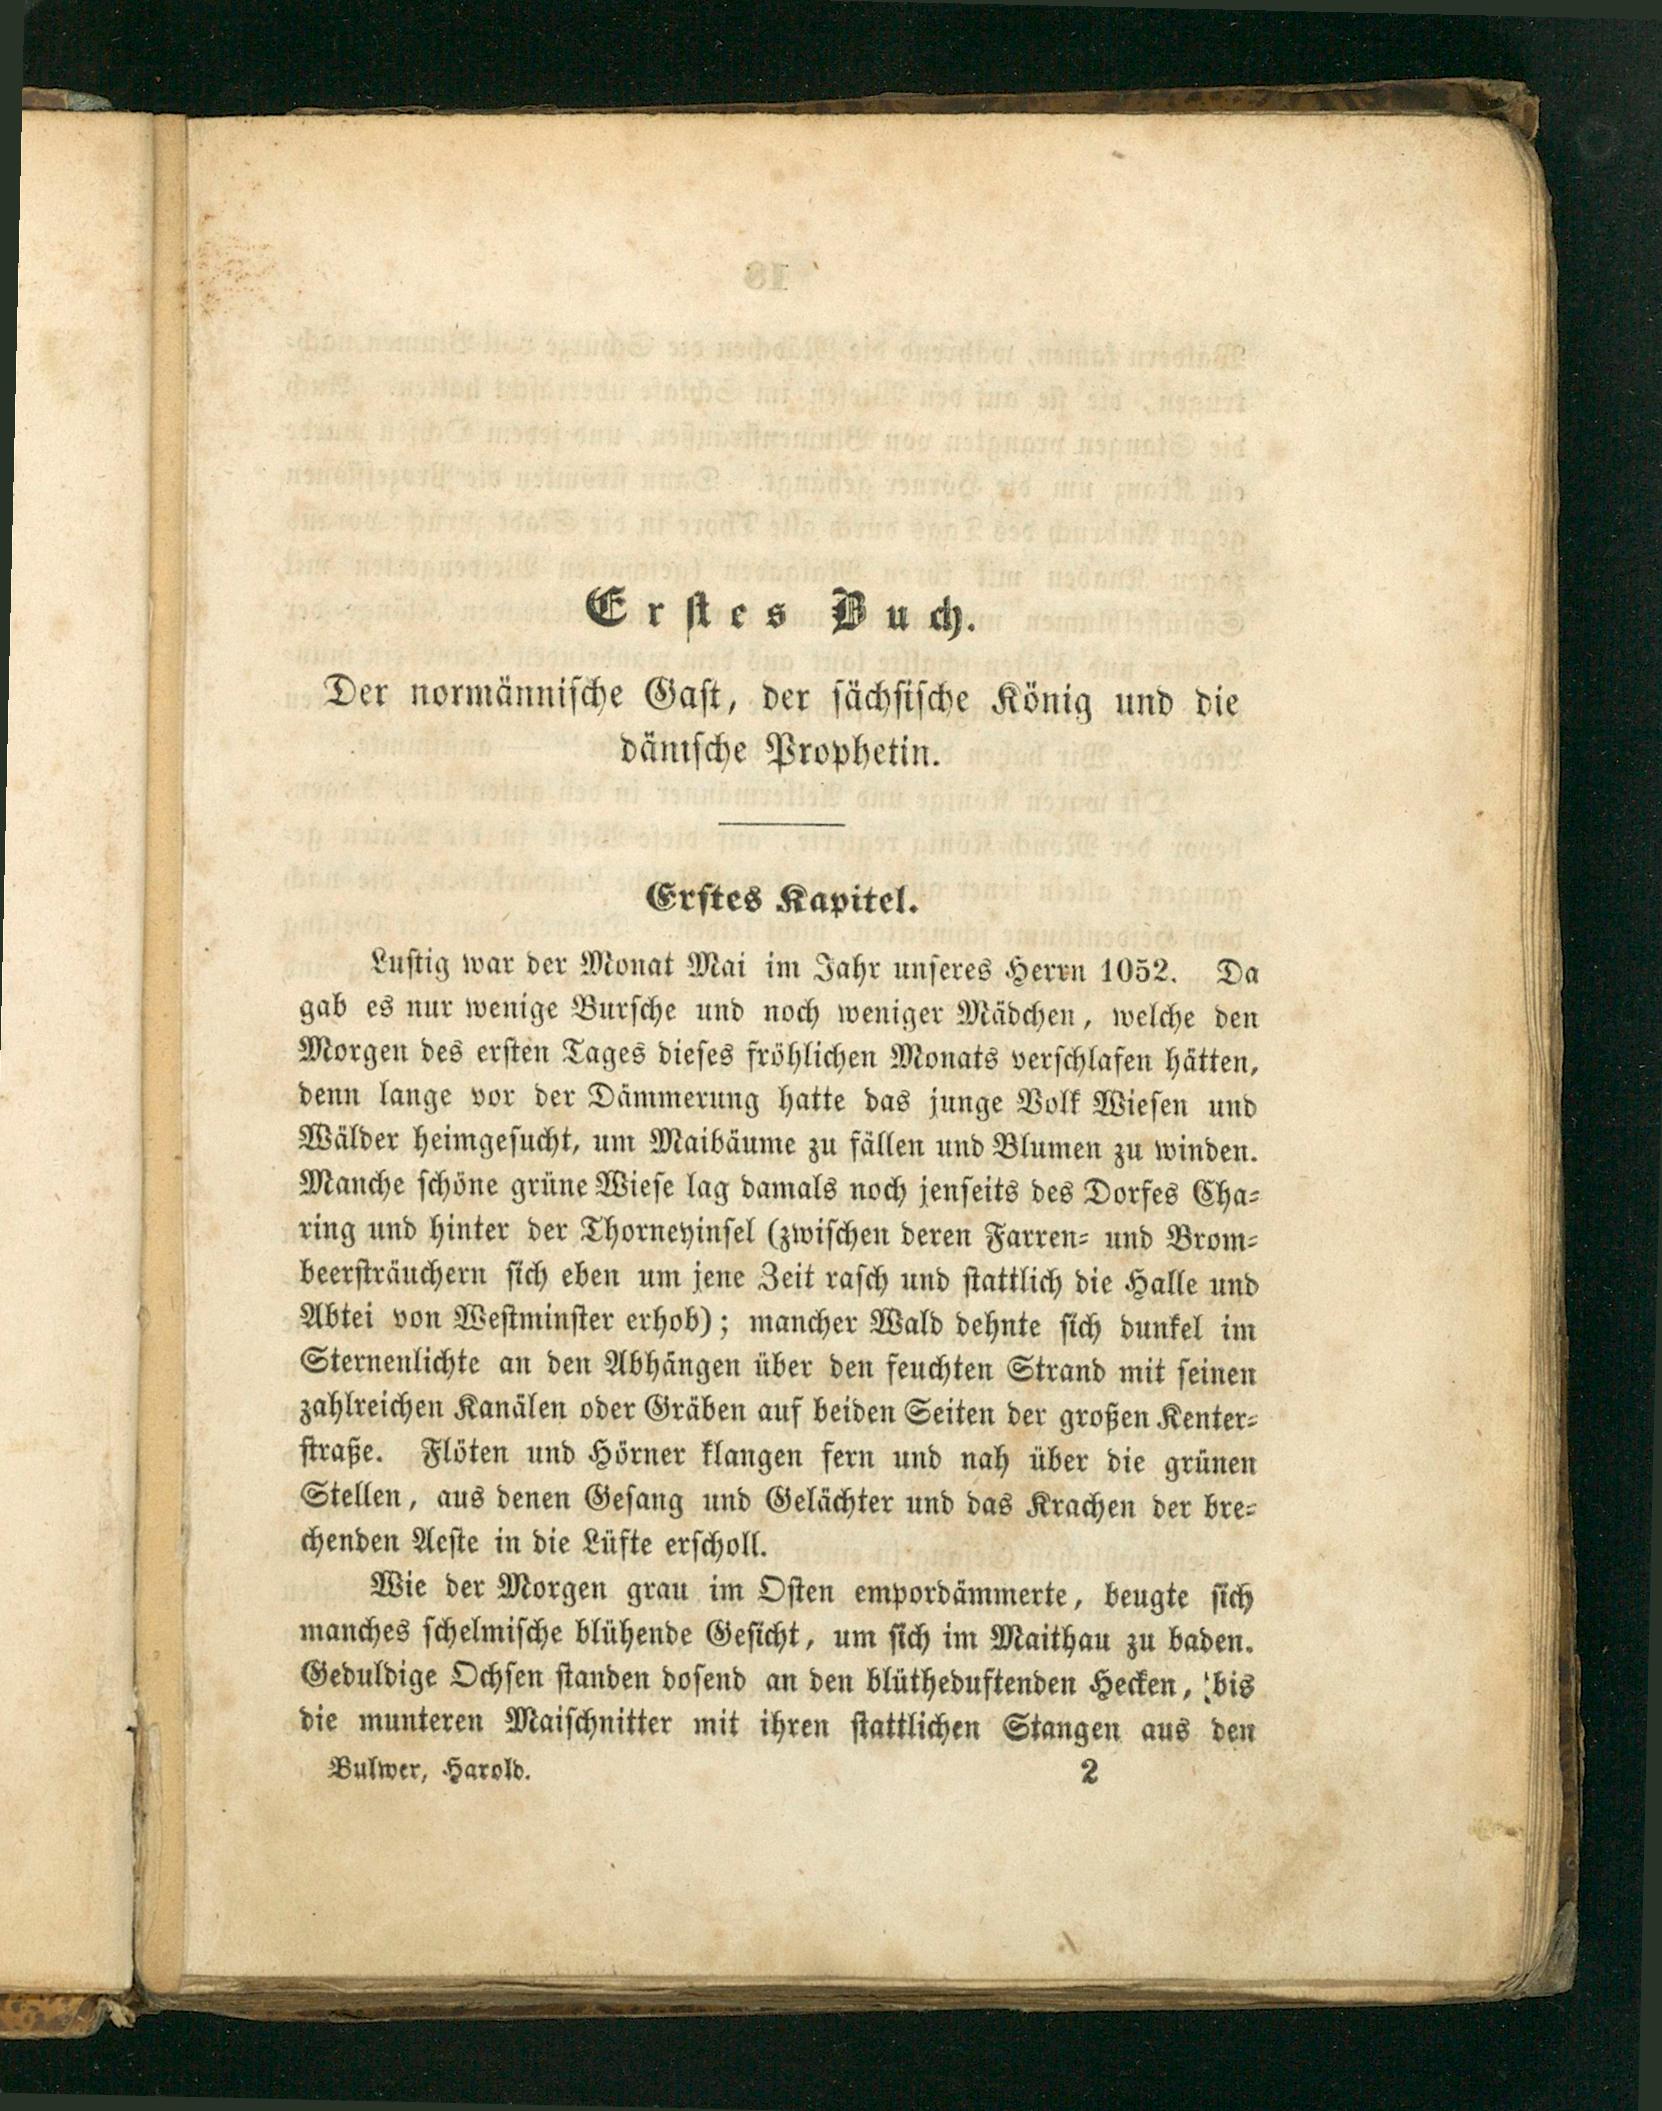 Erstes Buch.
Der normännische Gast, der sächsische König und die
dänische Prophetin.
Erstes Kapitel.
Lustig war der Monat Mai im Jahr unseres Herrn 1052. Da
gab es nur wenige Bursche und noch weniger Mädchen, welche den
Morgen des ersten Tages dieses fröhlichen Monats verschlafen hätten,
denn lange vor der Dämmerung hatte das junge Volk Wiesen und
Wälder heimgesucht, um Maibäume zu fällen und Blumen zu winden.
Manche schöne grüne Wiese lag damals noch jenseits des Dorfes Cha-
ring und hinter der Thorneyinsel (zwischen deren Farren- und Brom-
beersträuchern sich eben um jene Zeit rasch und stattlich die Halle und
Abtei von Westminster erhob); mancher Wald dehnte sich dunkel im
Sternenlichte an den Abhängen über den feuchten Strand mit seinen
zahlreichen Kanälen oder Gräben auf beiden Seiten der großen Kenter-
straße. Flöten und Hörner klangen fern und nah über die grünen
Stellen, aus denen Gesang und Gelächter und das Krachen der bre-
chenden Aeste in die Lüfte erscholl.
Wie der Morgen grau im Osten empordämmerte, beugte sich
manches schelmische blühende Gesicht, um sich im Maithau zu baden.
Geduldige Ochsen standen dosend an den blütheduftenden Hecken, bis
die munteren Maischnitter mit ihren stattlichen Stangen aus den
Bulwer, Harold. 2